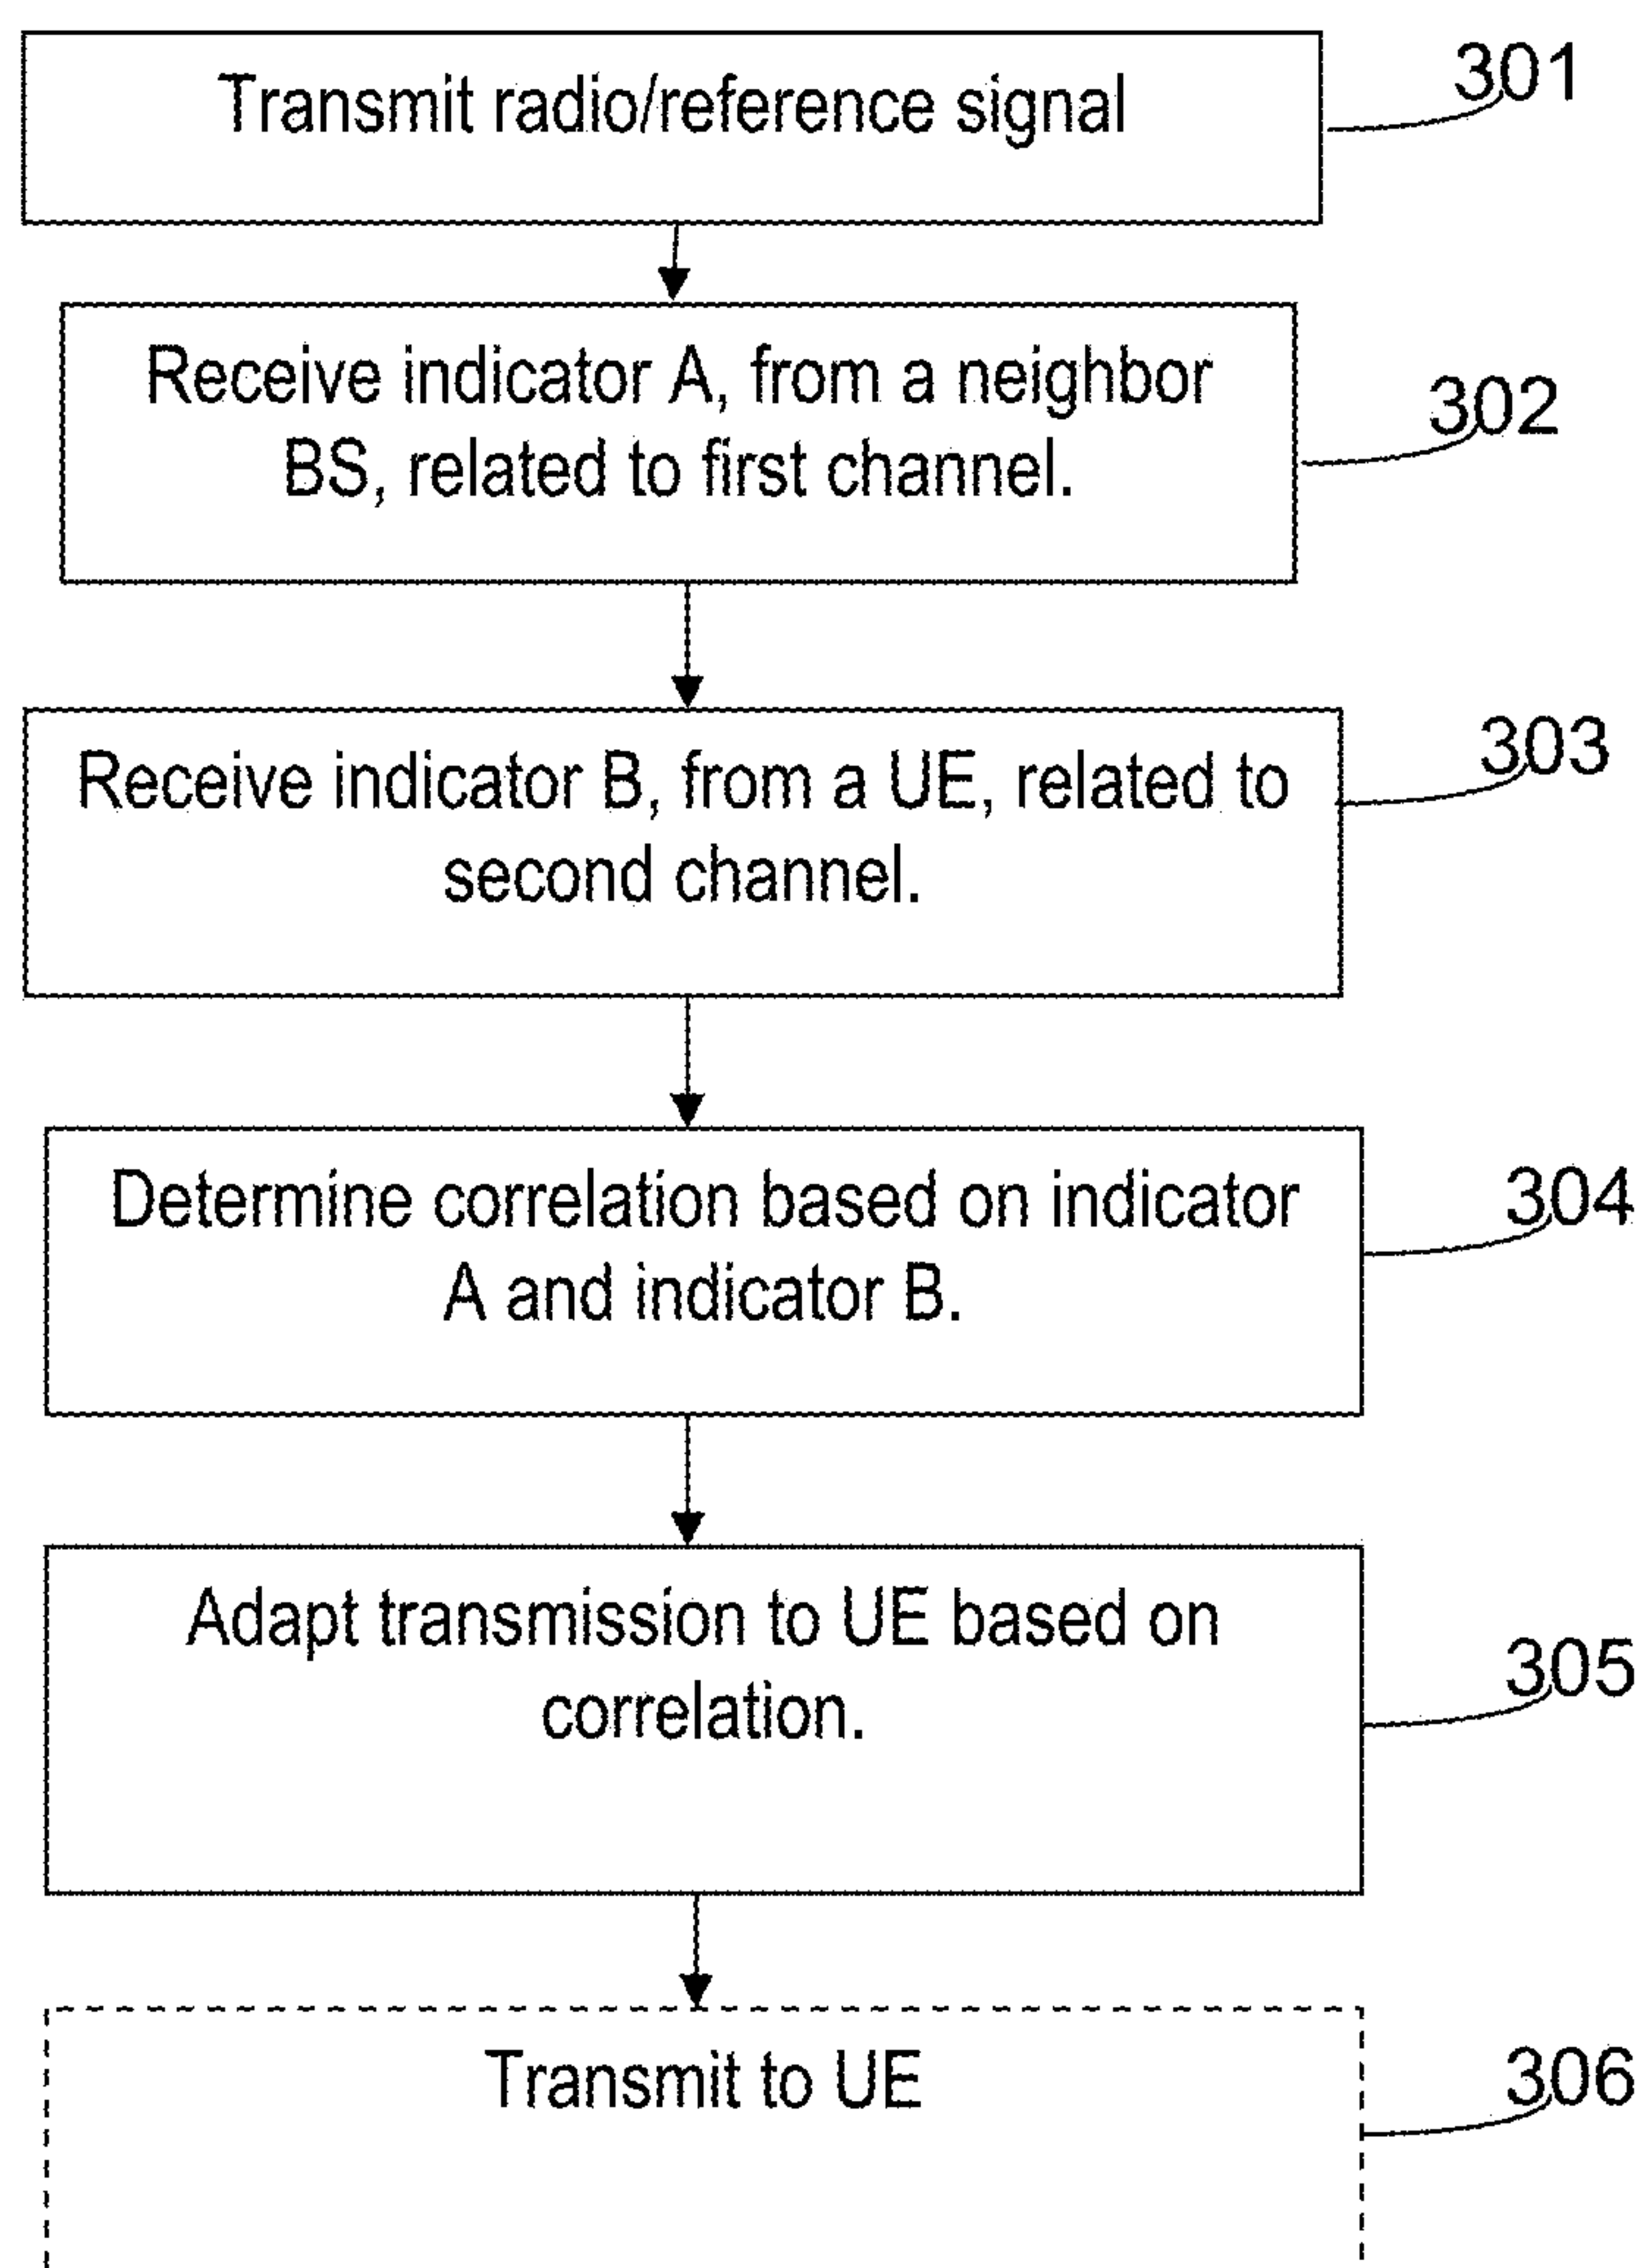 Transmit radio/reference signal
301
Receive indicator A, from a neighbor
BS, related to first channel.
302
Receive indicator B, from a UE, related to
second channel.
303
Determine correlation based on indicator
A and indicator B.
304
Adapt transmission to UE based on
correlation.
305
Transmit to UE
306